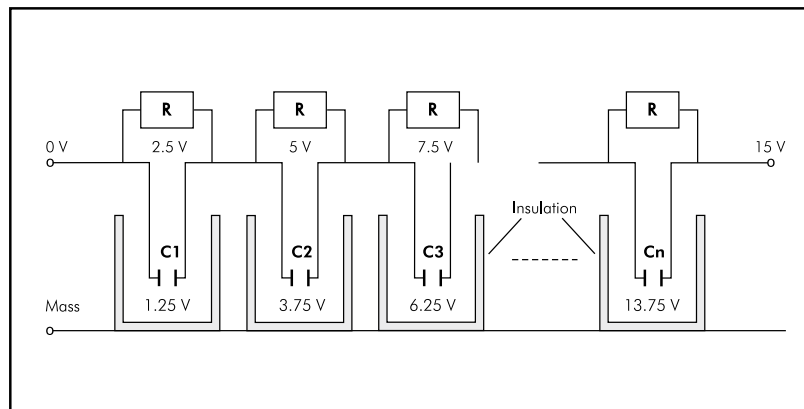 R R R R
0 V 2.5 V 5 V 7.5 V 15 V
Insulation
C1 C2 C3 Cn
Mass 1.25 V 3.75 V 6.25 V 13.75 V